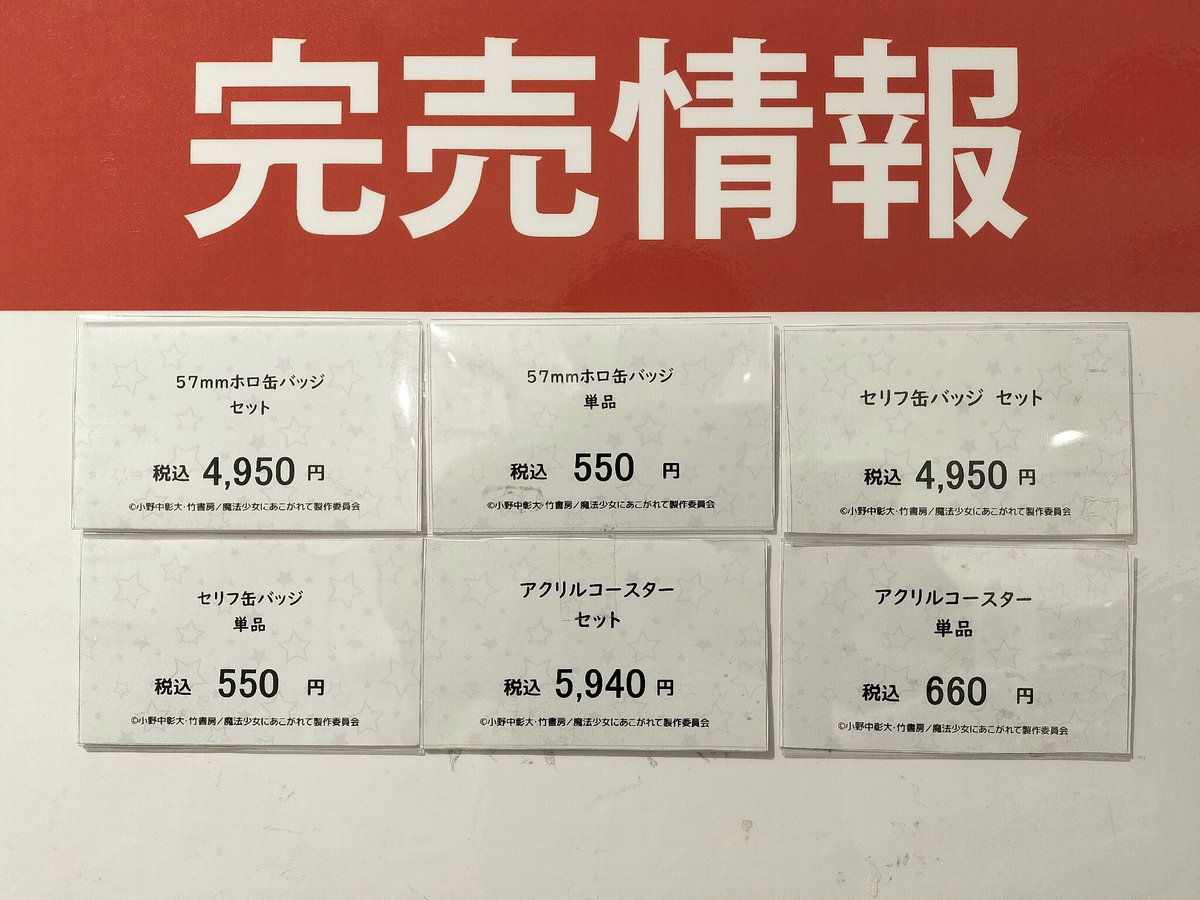 完売情報
57mmホロ缶バッジ
セット
税込 4,950 円
©小野中彰大・竹書房/魔法少女にあこがれて製作委員会
57mmホロ缶バッジ
単品
税込 550 円
©小野中彰大・竹書房/魔法少女にあこがれて製作委員会
セリフ缶バッジ セット
税込 4,950 円
©小野中彰大・竹書房/魔法少女にあこがれて製作委員会
セリフ缶バッジ
単品
税込 550 円
©小野中彰大・竹書房/魔法少女にあこがれて製作委員会
アクリルコースター
セット
税込 5,940 円
©小野中彰大・竹書房/魔法少女にあこがれて製作委員会
アクリルコースター
単品
税込 660 円
©小野中彰大・竹書房/魔法少女にあこがれて製作委員会